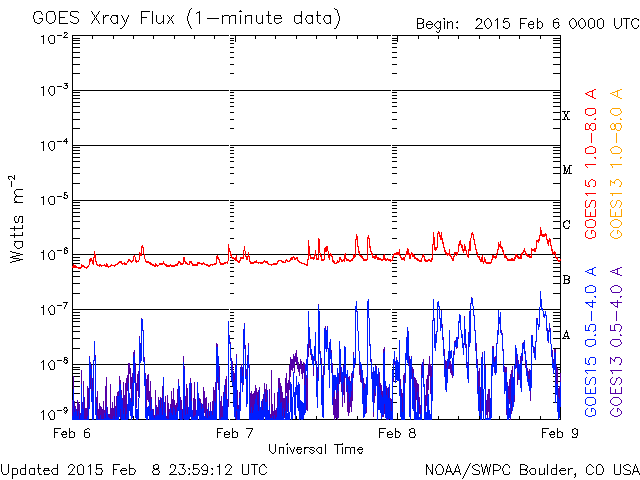 GOES Xray Flux (1-minute data)
Begin: 2015 Feb 6 0000 UTC
10⁻²
10⁻³
10⁻⁴
10⁻⁵
10⁻⁶
10⁻⁷
10⁻⁸
10⁻⁹
Watts m⁻²
X
M
C
B
A
GOES15 1.0-8.0 A
GOES13 1.0-8.0 A
GOES15 0.5-4.0 A
GOES13 0.5-4.0 A
Feb 6
Feb 7
Feb 8
Feb 9
Universal Time
Updated 2015 Feb 8 23:59:12 UTC
NOAA/SWPC Boulder, CO USA